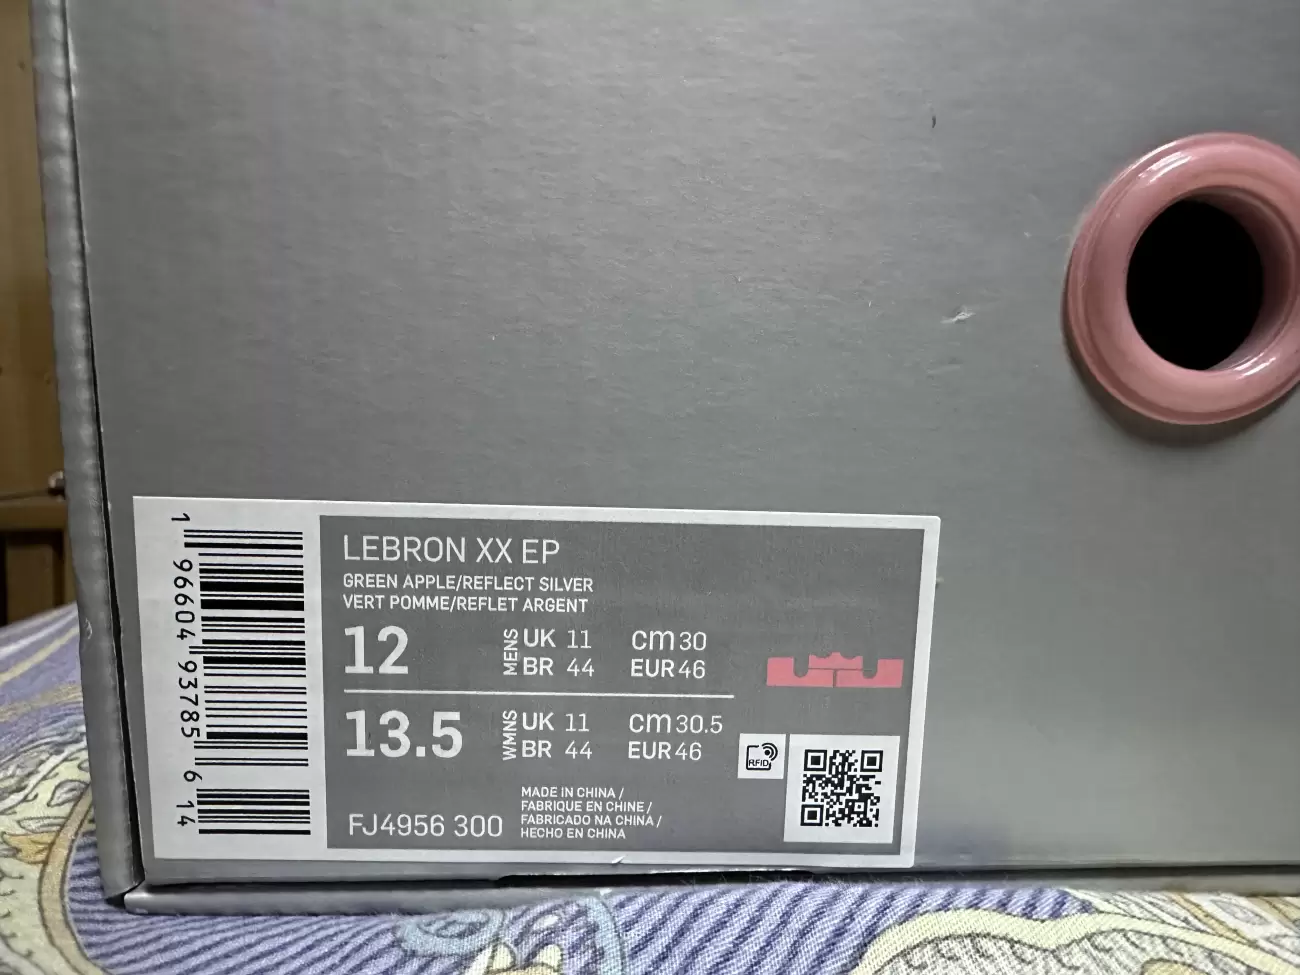 1 96604 93785 6 14
LEBRON XX EP
GREEN APPLE/REFLECT SILVER
VERT POMME/REFLET ARGENT
12
MENS
UK 11 cm 30
BR 44 EUR 46
13.5
WMNS
UK 11 cm 30.5
BR 44 EUR 46
RFID
FJ4956 300
MADE IN CHINA /
FABRIQUE EN CHINE /
FABRICADO NA CHINA /
HECHO EN CHINA